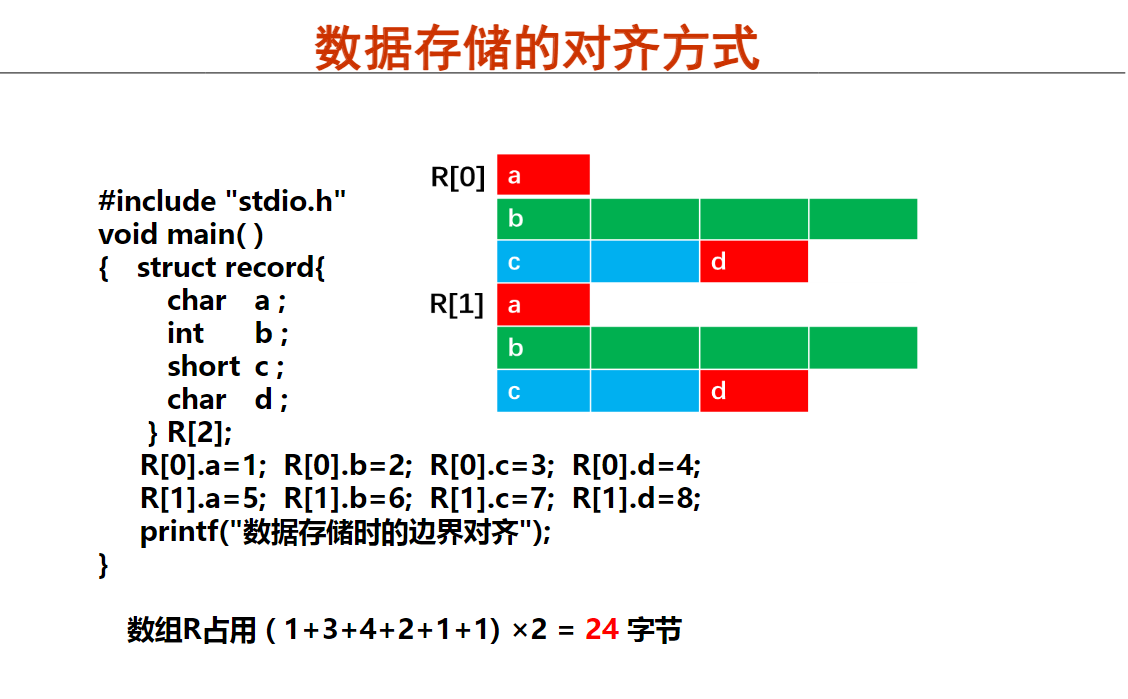 数据存储的对齐方式
#include "stdio.h"
void main( )
{ struct record{
char a ;
int b ;
short c ;
char d ;
} R[2];
R[0].a=1; R[0].b=2; R[0].c=3; R[0].d=4;
R[1].a=5; R[1].b=6; R[1].c=7; R[1].d=8;
printf("数据存储时的边界对齐");
}
R[0] a
b
c d
R[1] a
b
c d
数组R占用（1+3+4+2+1+1) ×2 = 24 字节